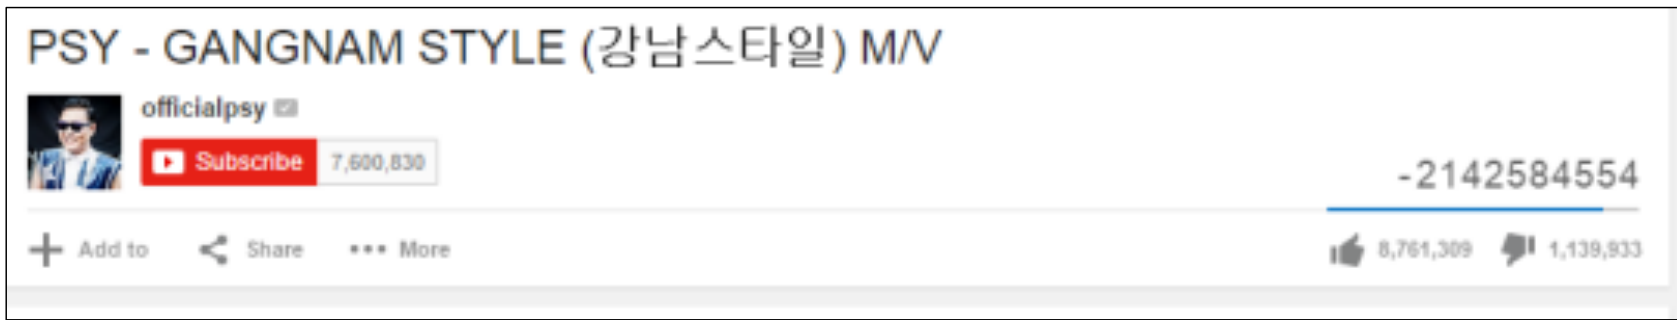 PSY - GANGNAM STYLE (강남스타일) M/V
officialpsy
Subscribe 7,600,830
-2142584554
Add to Share More 8,761,309 1,139,933